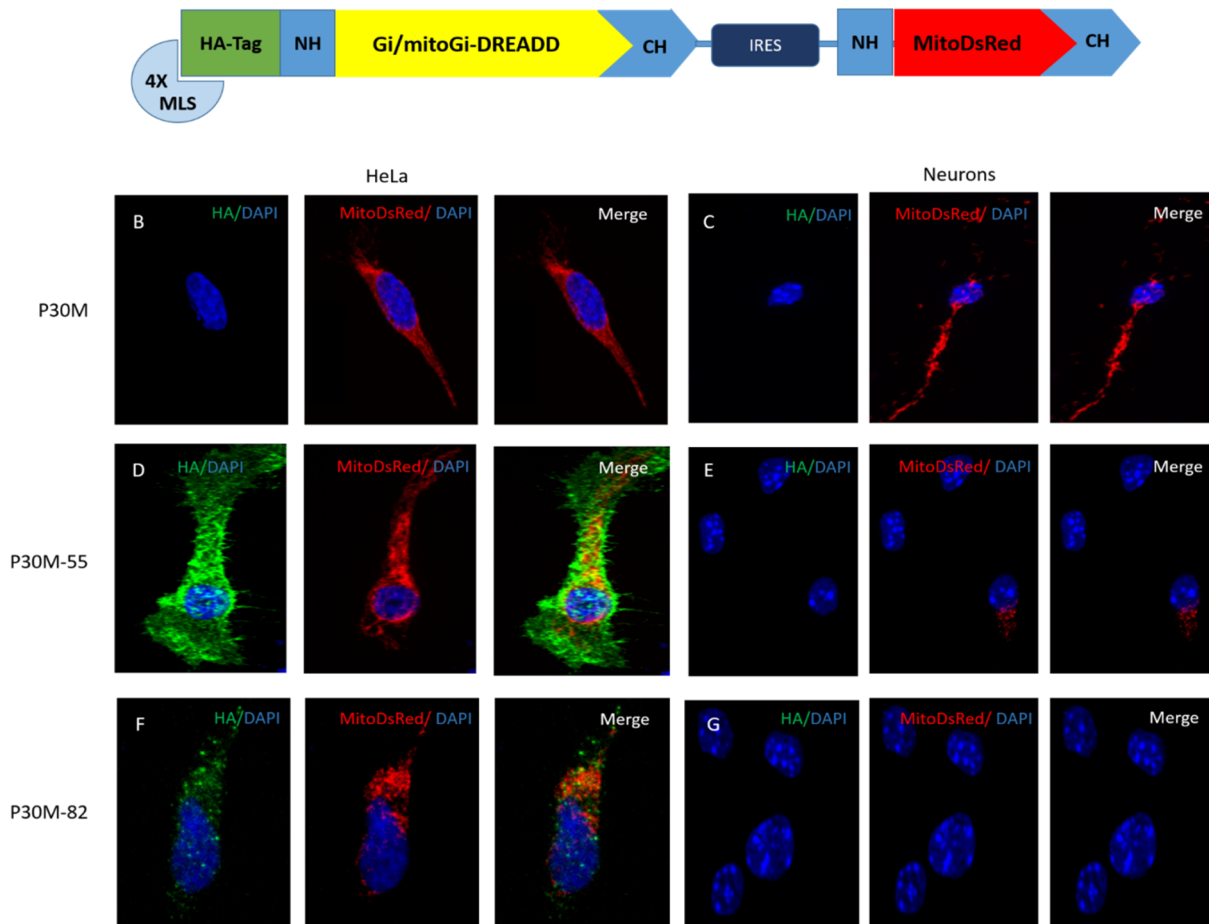 HA-Tag NH Gi/mitoGi-DREADD CH IRES NH MitoDsRed CH
4X
MLS
HeLa Neurons
B HA/DAPI MitoDsRed/ DAPI Merge C HA/DAPI MitoDsRed/ DAPI Merge
P30M
D HA/DAPI MitoDsRed/ DAPI Merge E HA/DAPI MitoDsRed/ DAPI Merge
P30M-55
F HA/DAPI MitoDsRed/ DAPI Merge G HA/DAPI MitoDsRed/ DAPI Merge
P30M-82